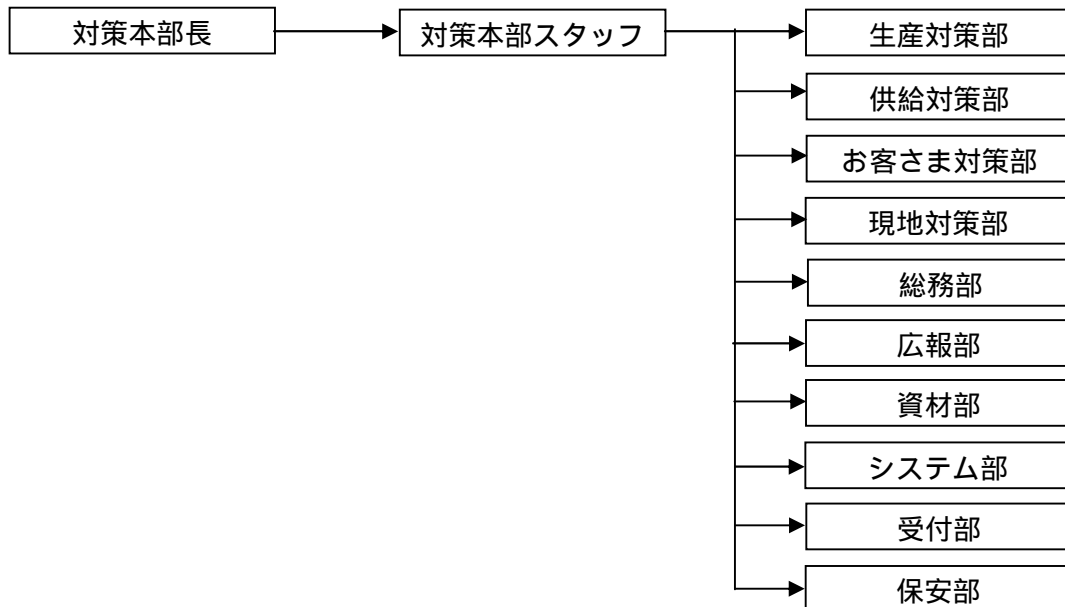 対策本部長
対策本部スタッフ
生産対策部
供給対策部
お客さま対策部
現地対策部
総務部
広報部
資材部
システム部
受付部
保安部